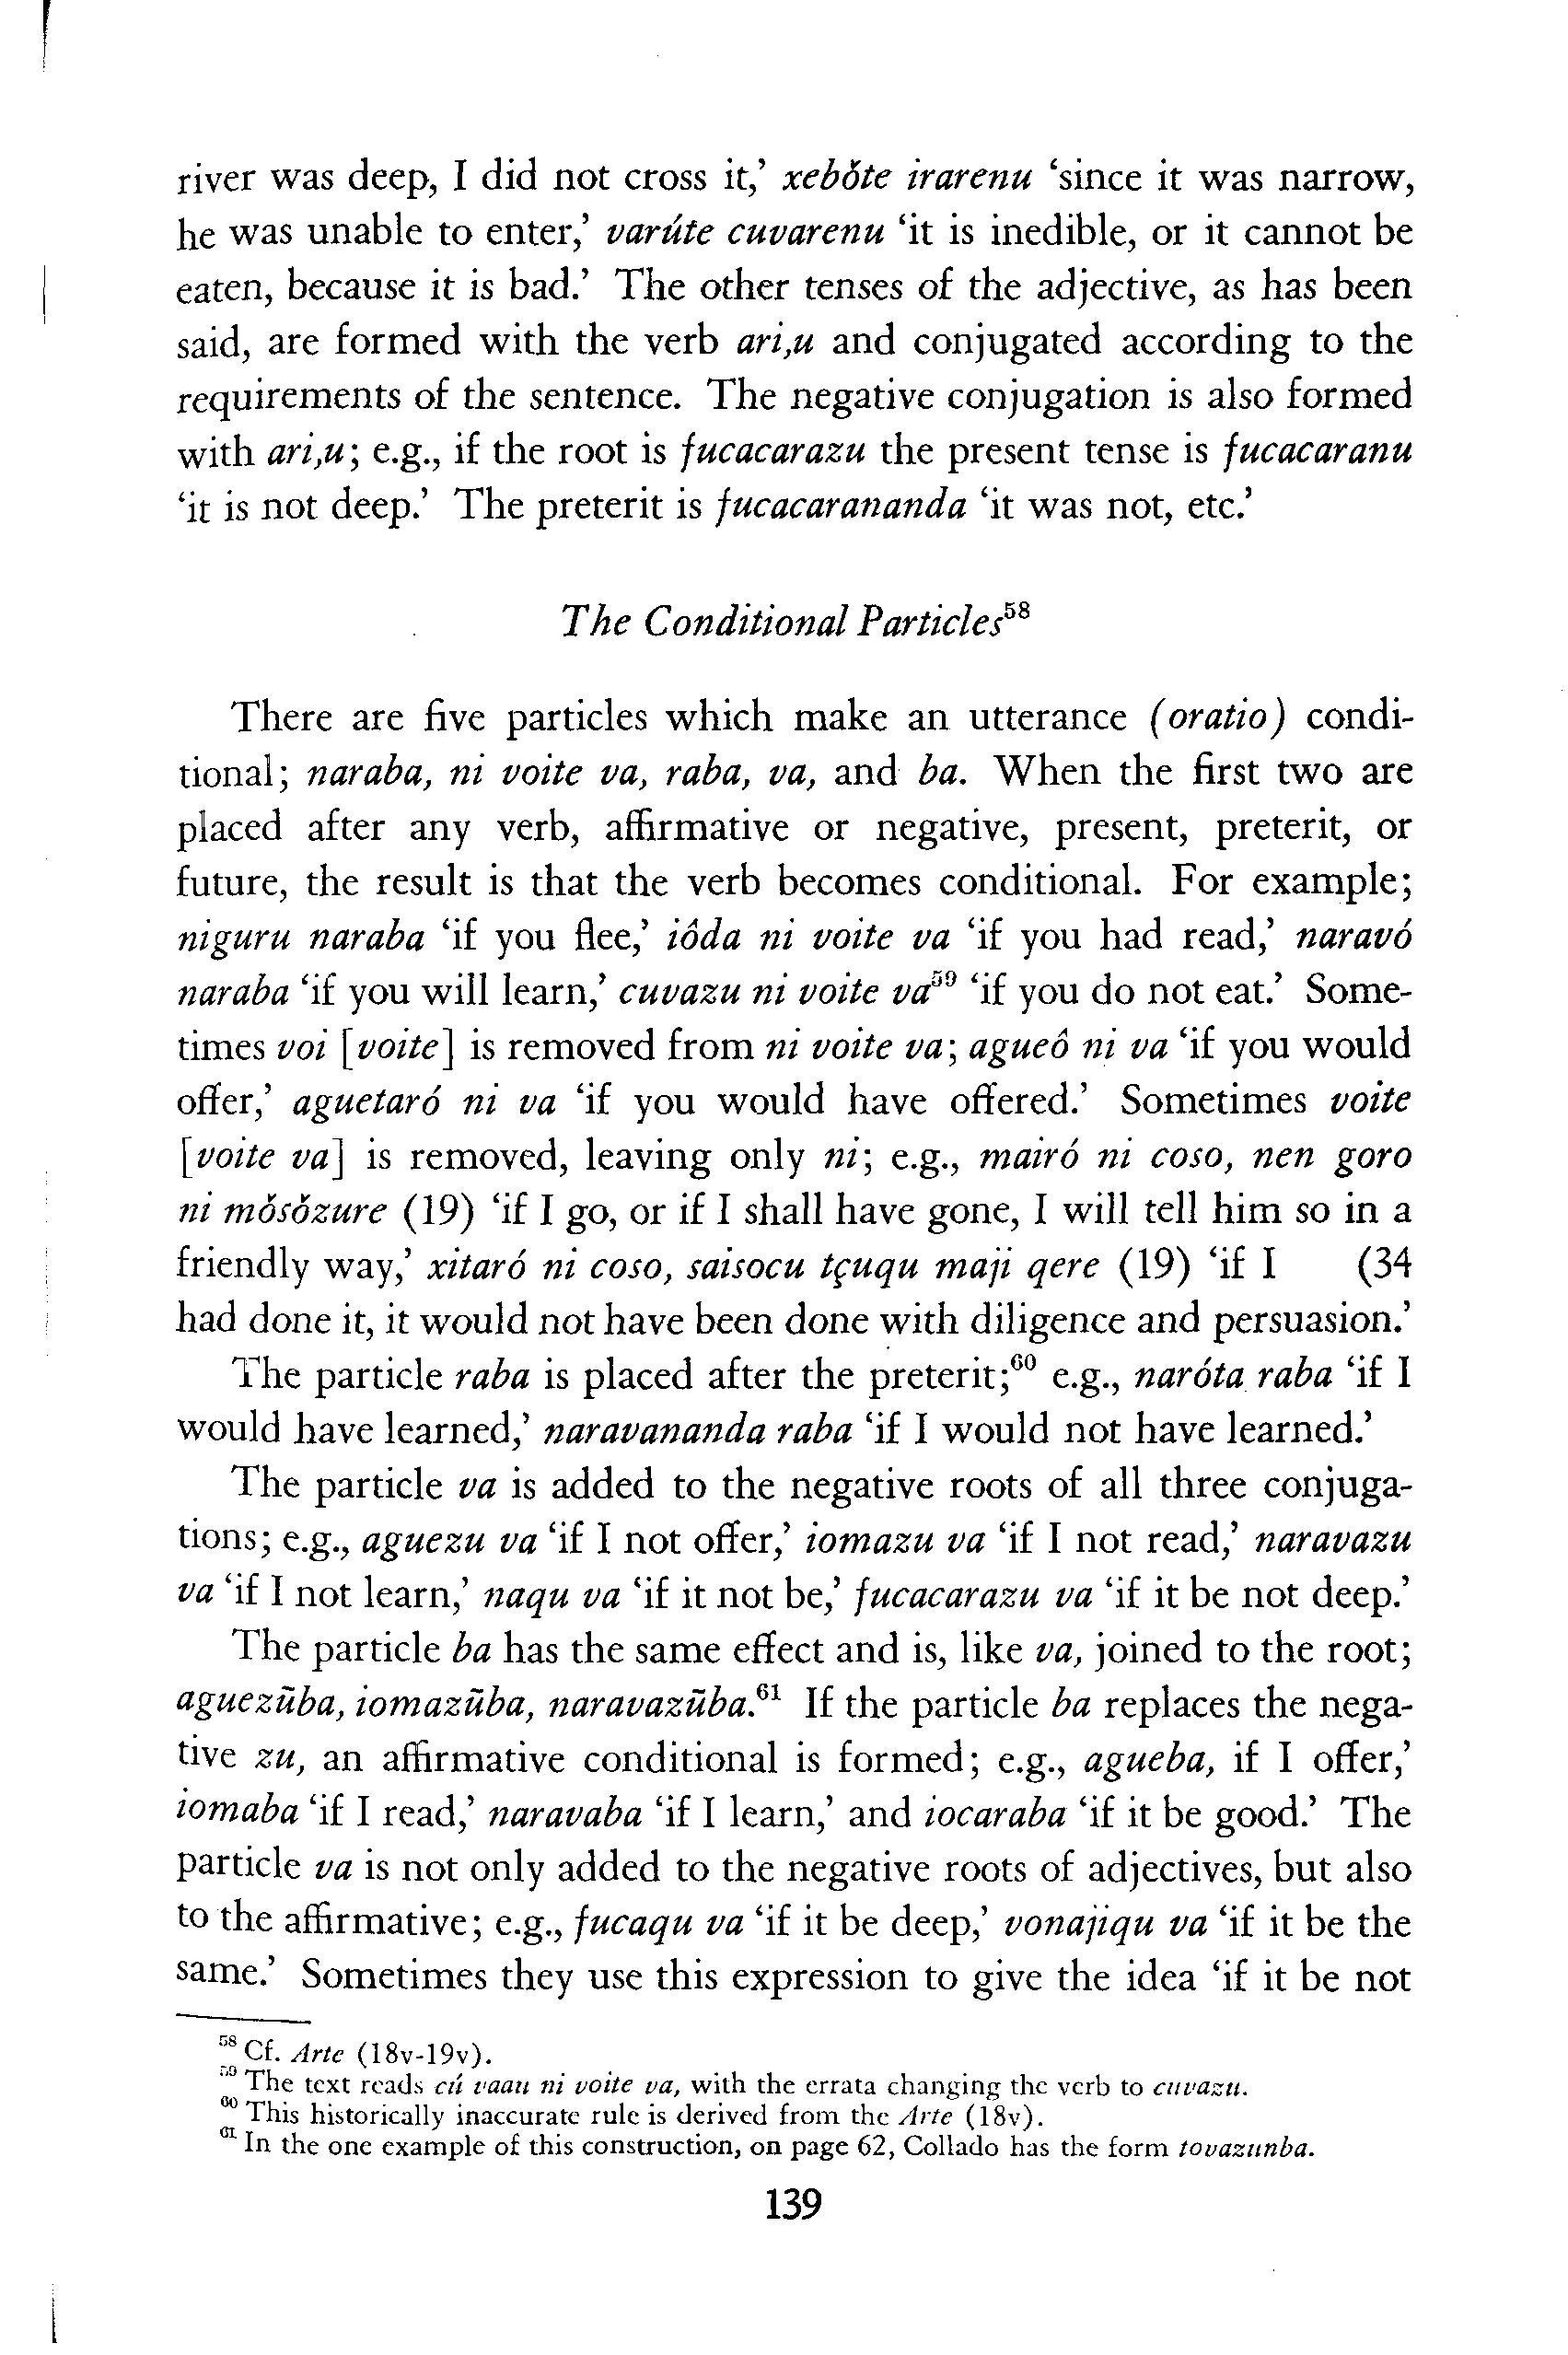 river was deep, I did not cross it,’ xebŏte irarenu ‘since it was narrow,
he was unable to enter,’ varúte cuvarenu ‘it is inedible, or it cannot be
eaten, because it is bad.’ The other tenses of the adjective, as has been
said, are formed with the verb ari,u and conjugated according to the
requirements of the sentence. The negative conjugation is also formed
with ari,u; e.g., if the root is fucacarazu the present tense is fucacaranu
‘it is not deep.’ The preterit is fucacarananda ‘it was not, etc.’
The Conditional Particles⁵⁸
There are five particles which make an utterance (oratio) condi-
tional; naraba, ni voite va, raba, va, and ba. When the first two are
placed after any verb, affirmative or negative, present, preterit, or
future, the result is that the verb becomes conditional. For example;
niguru naraba ‘if you flee,’ iôda ni voite va ‘if you had read,’ naravó
naraba ‘if you will learn,’ cuvazu ni voite va⁵⁹ ‘if you do not eat.’ Some-
times voi [voite] is removed from ni voite va; agueô ni va ‘if you would
offer,’ aguetaró ni va ‘if you would have offered.’ Sometimes voite
[voite va] is removed, leaving only ni; e.g., mairó ni coso, nen goro
ni mŏsŏzure (19) ‘if I go, or if I shall have gone, I will tell him so in a
friendly way,’ xitaró ni coso, saisocu tçuqu maji qere (19) ‘if I (34
had done it, it would not have been done with diligence and persuasion.’
The particle raba is placed after the preterit;⁶⁰ e.g., naróta raba ‘if I
would have learned,’ naravananda raba ‘if I would not have learned.’
The particle va is added to the negative roots of all three conjuga-
tions; e.g., aguezu va ‘if I not offer,’ iomazu va ‘if I not read,’ naravazu
va ‘if I not learn,’ naqu va ‘if it not be,’ fucacarazu va ‘if it be not deep.’
The particle ba has the same effect and is, like va, joined to the root;
aguezūba, iomazūba, naravazūba.⁶¹ If the particle ba replaces the nega-
tive zu, an affirmative conditional is formed; e.g., agueba, if I offer,’
iomaba ‘if I read,’ naravaba ‘if I learn,’ and iocaraba ‘if it be good.’ The
particle va is not only added to the negative roots of adjectives, but also
to the affirmative; e.g., fucaqu va ‘if it be deep,’ vonajiqu va ‘if it be the
same.’ Sometimes they use this expression to give the idea ‘if it be not
⁵⁸ Cf. Arte (18v-19v).
⁵⁹ The text reads cú vaau ni voite va, with the errata changing the verb to cuvazu.
⁶⁰ This historically inaccurate rule is derived from the Arte (18v).
⁶¹ In the one example of this construction, on page 62, Collado has the form tovazunba.
139